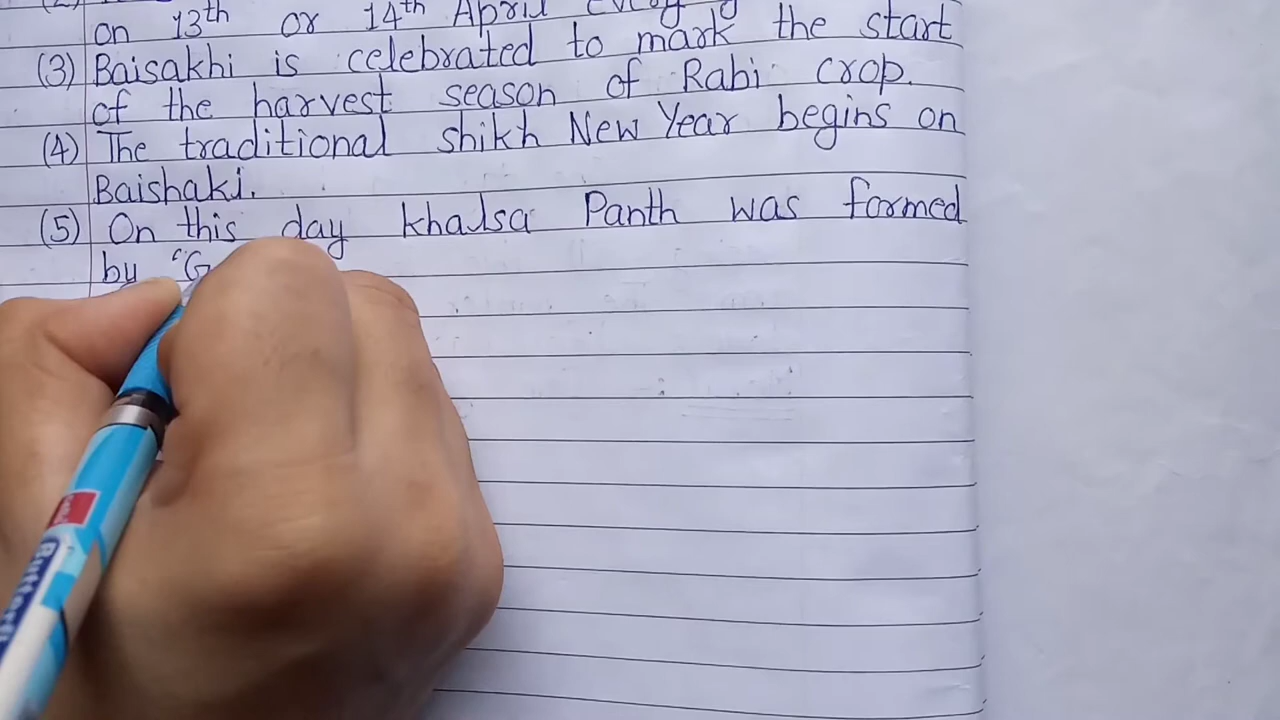 on 13th or 14th April
(3) Baisakhi is celebrated to mark the start
of the harvest season of Rabi crop.
(4) The traditional shikh New Year begins on
Baishaki.
(5) On this day khalsa Panth was formed
by "G